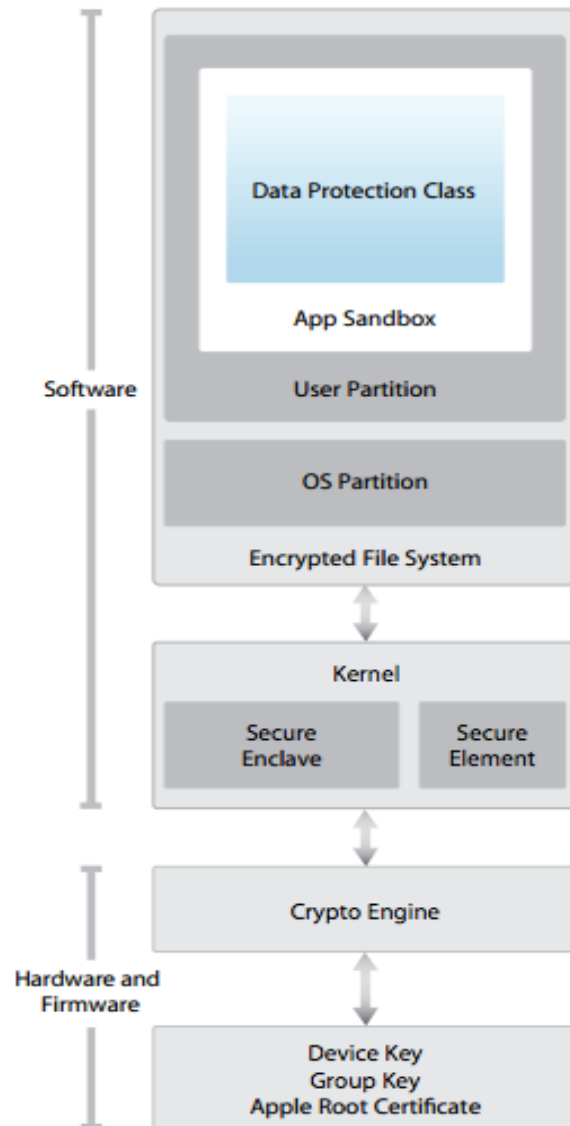 Data Protection Class
App Sandbox
User Partition
OS Partition
Encrypted File System
Software
Kernel
Secure
Enclave
Secure
Element
Crypto Engine
Hardware and
Firmware
Device Key
Group Key
Apple Root Certificate